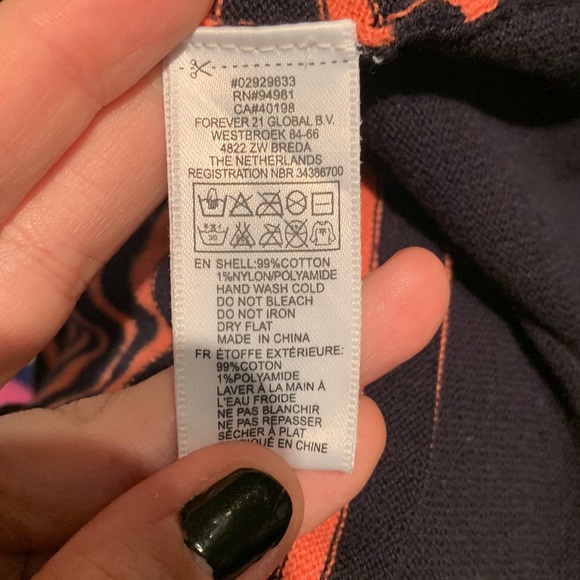 #02929633
RN#94981
CA#40198
FOREVER 21 GLOBAL B.V.
WESTBROEK 84-66
4822 ZW BREDA
THE NETHERLANDS
REGISTRATION NBR 34386700
EN SHELL:99%COTTON
1%NYLON/POLYAMIDE
HAND WASH COLD
DO NOT BLEACH
DO NOT IRON
DRY FLAT
MADE IN CHINA
FR ÉTOFFE EXTÉRIEURE:
99%COTON
1%POLYAMIDE
LAVER À LA MAIN À
L'EAU FROIDE
NE PAS BLANCHIR
NE PAS REPASSER
SÉCHER À PLAT
EN CHINE